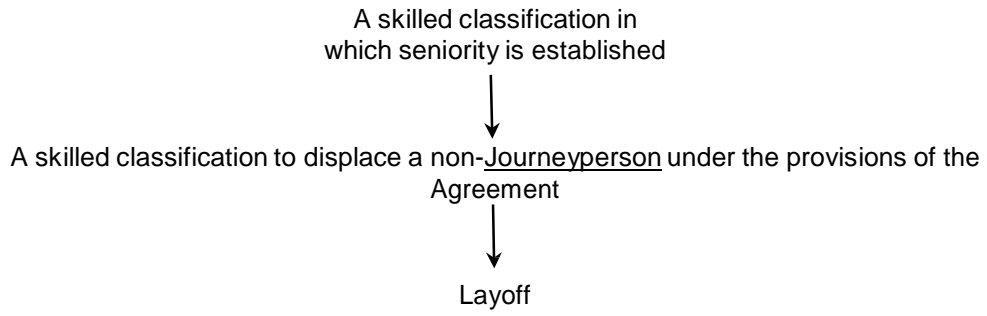 A skilled classification in
which seniority is established
A skilled classification to displace a non-Journeyperson under the provisions of the
Agreement
Layoff